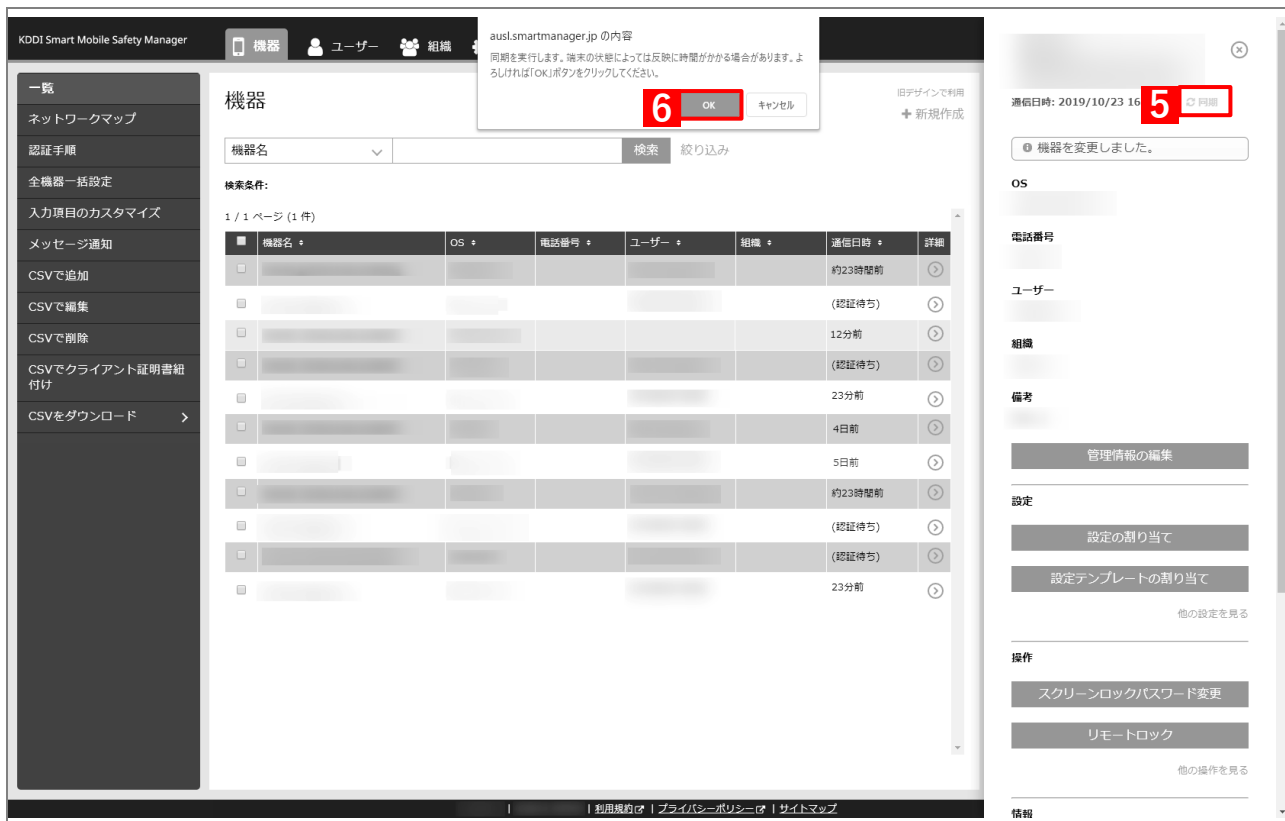 KDDI Smart Mobile Safety Manager
機器
ユーザー
組織
ausl.smartmanager.jp の内容
同期を実行します。端末の状態によっては反映に時間がかかる場合があります。よ
ろしければ「OK」ボタンをクリックしてください。
6
OK
キャンセル
一覧
ネットワークマップ
認証手順
全機器一括設定
入力項目のカスタマイズ
メッセージ通知
CSVで追加
CSVで編集
CSVで削除
CSVでクライアント証明書紐
付け
CSVをダウンロード
機器
旧デザインで利用
新規作成
機器名
検索
絞り込み
検索条件:
1 / 1 ページ (1 件)
機器名 OS 電話番号 ユーザー 組織 通信日時 詳細
約23時間前
(認証待ち)
12分前
(認証待ち)
23分前
4日前
5日前
約23時間前
(認証待ち)
(認証待ち)
23分前
通信日時: 2019/10/23 16
5
同期
機器を変更しました。
OS
電話番号
ユーザー
組織
備考
管理情報の編集
設定
設定の割り当て
設定テンプレートの割り当て
他の設定を見る
操作
スクリーンロックパスワード変更
リモートロック
他の操作を見る
情報
| | 利用規約 | プライバシーポリシー | サイトマップ